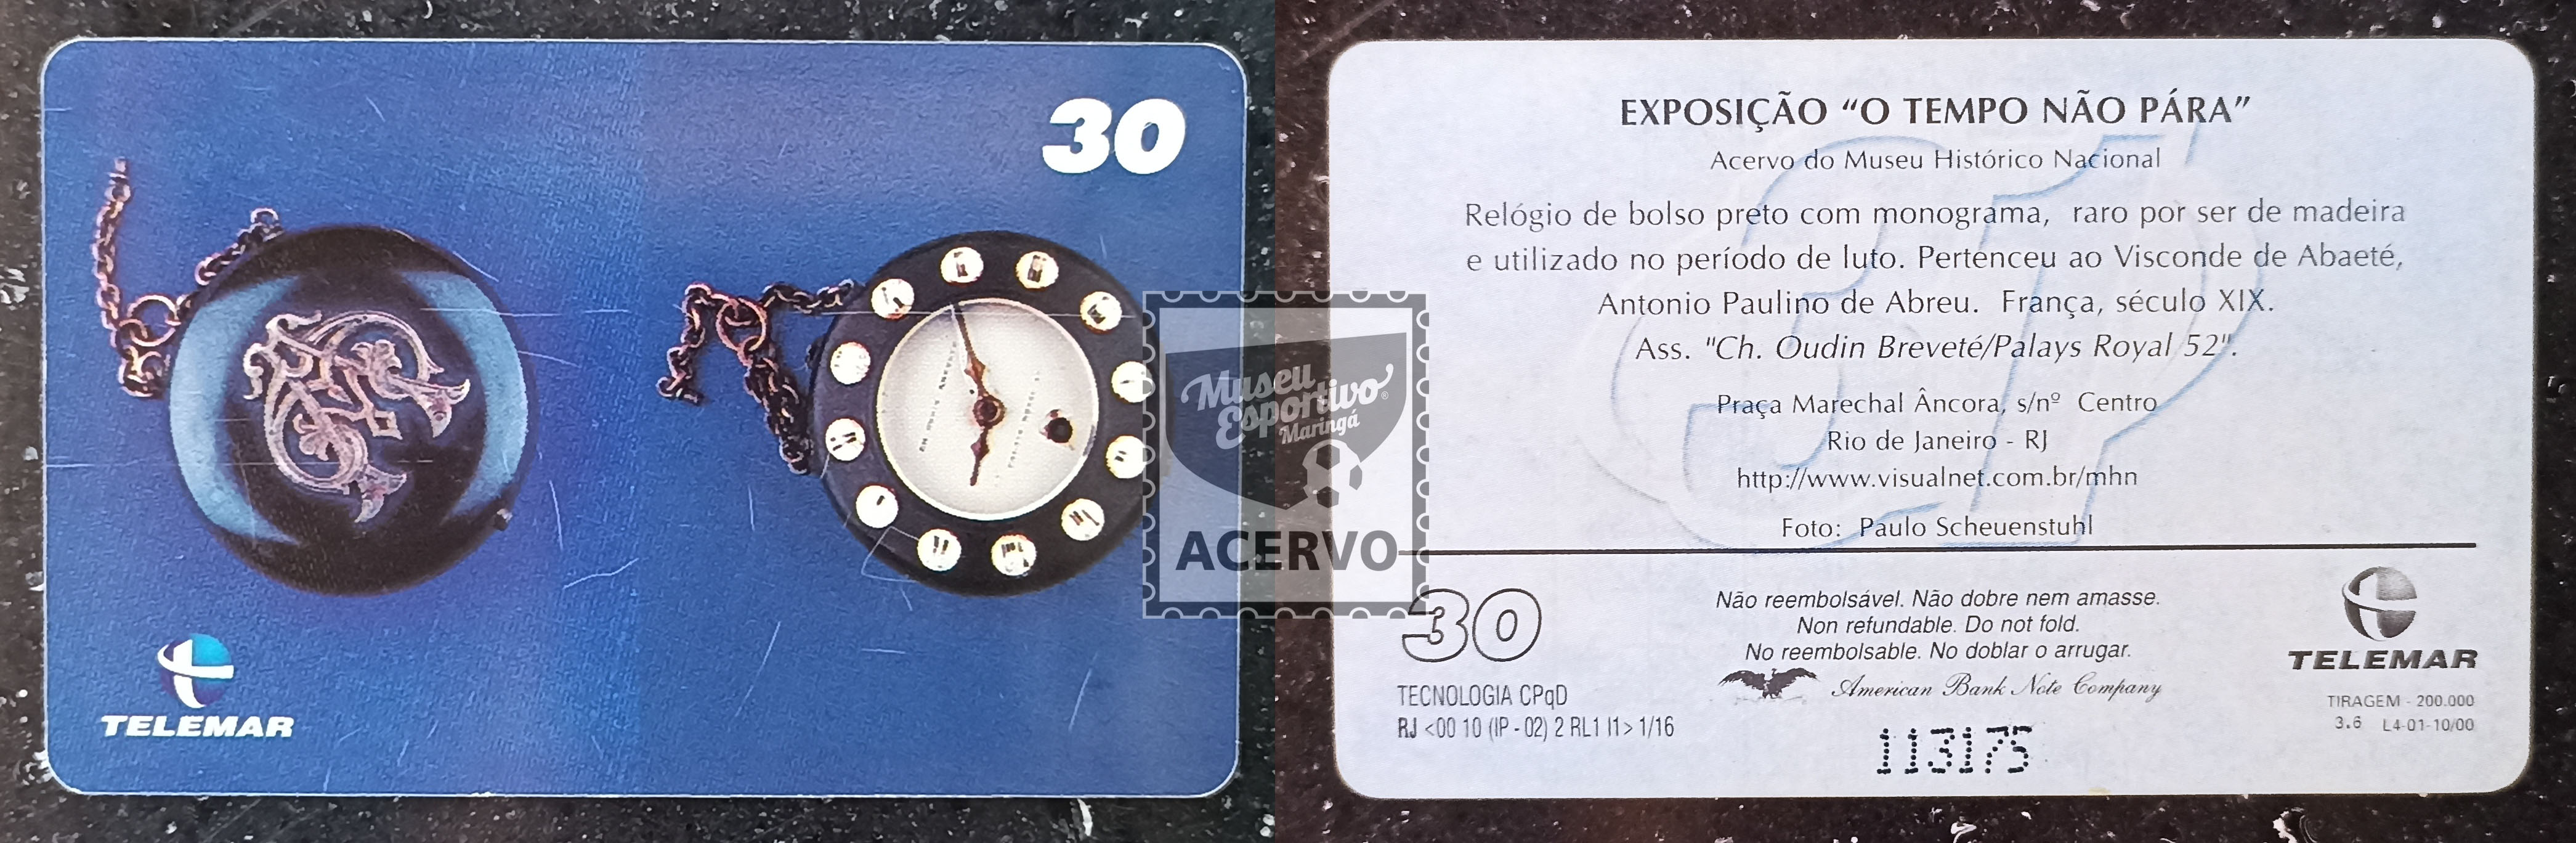 30
TELEMAR
EXPOSIÇÃO “O TEMPO NÃO PÁRA”
Acervo do Museu Histórico Nacional
Relógio de bolso preto com monograma, raro por ser de madeira
e utilizado no período de luto. Pertenceu ao Visconde de Abaeté,
Antonio Paulino de Abreu. França, século XIX.
Ass. "Ch. Oudin Breveté/Palays Royal 52".
Praça Marechal Âncora, s/nº Centro
Rio de Janeiro - RJ
http://www.visualnet.com.br/mhn
Foto: Paulo Scheuenstuhl
30
Não reembolsável. Não dobre nem amasse.
Non refundable. Do not fold.
No reembolsable. No doblar o arrugar.
American Bank Note Company
TECNOLOGIA CPqD
RJ <00 10 (IP - 02) 2 RL1 I1> 1/16
113175
TELEMAR
TIRAGEM - 200.000
3.6 L4-01-10/00
Museu
Esportivo®
Maringá
ACERVO